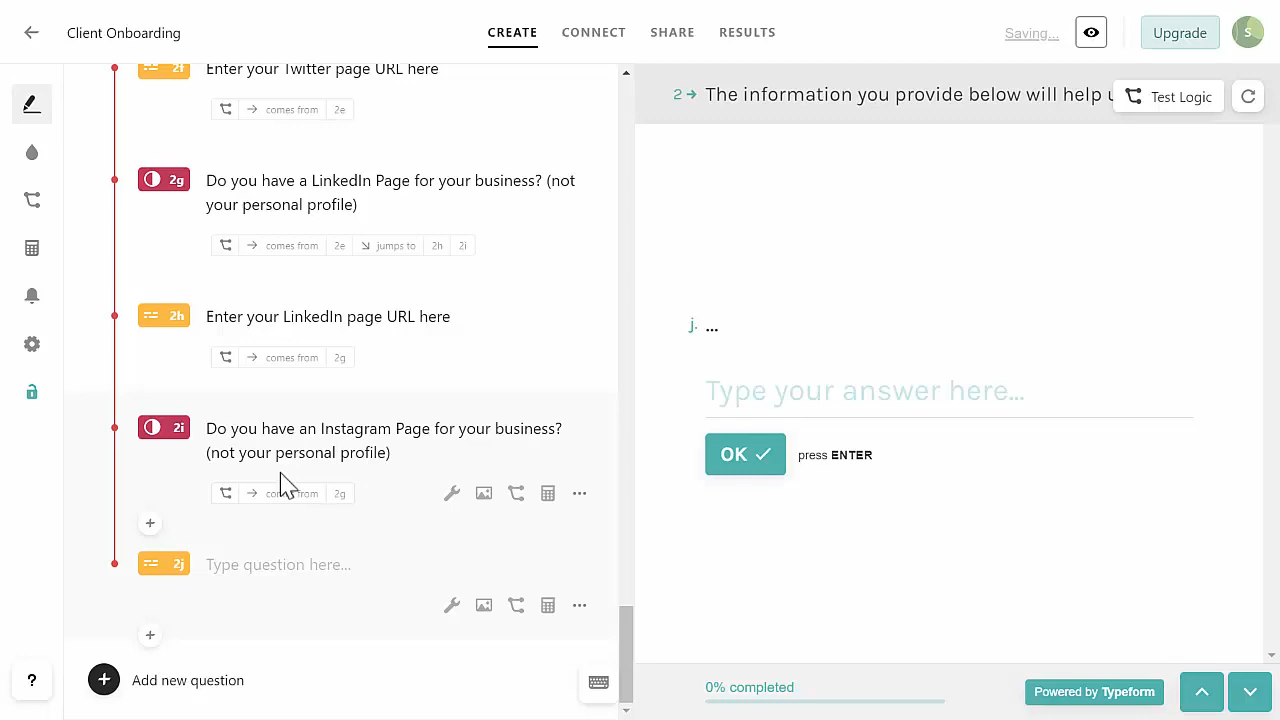 Client Onboarding
CREATE
CONNECT
SHARE
RESULTS
Saving...
Upgrade
S
2f
Enter your Twitter page URL here
comes from 2e
2g
Do you have a LinkedIn Page for your business? (not
your personal profile)
comes from 2e jumps to 2h 2i
2h
Enter your LinkedIn page URL here
comes from 2g
2i
Do you have an Instagram Page for your business?
(not your personal profile)
comes from 2g
2j
Type question here...
Add new question
?
2 The information you provide below will help u
Test Logic
j. ...
Type your answer here...
OK
press ENTER
0% completed
Powered by Typeform